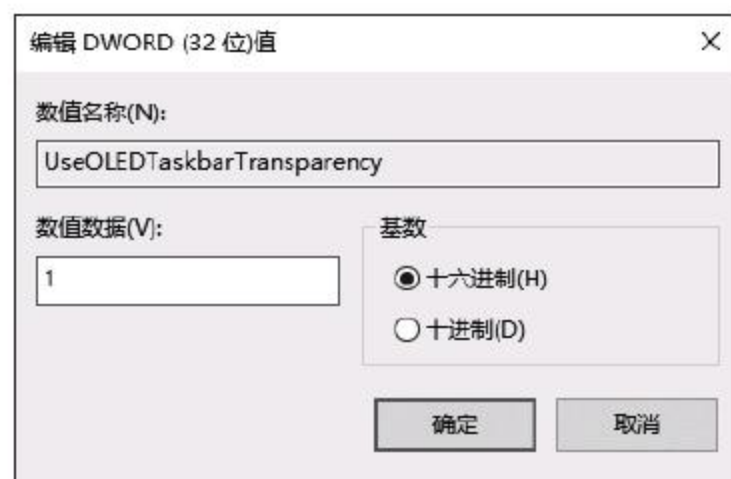 编辑 DWORD (32 位)值
数值名称(N):
UseOLEDTaskbarTransparency
数值数据(V):
1
基数
十六进制(H)
十进制(D)
确定
取消